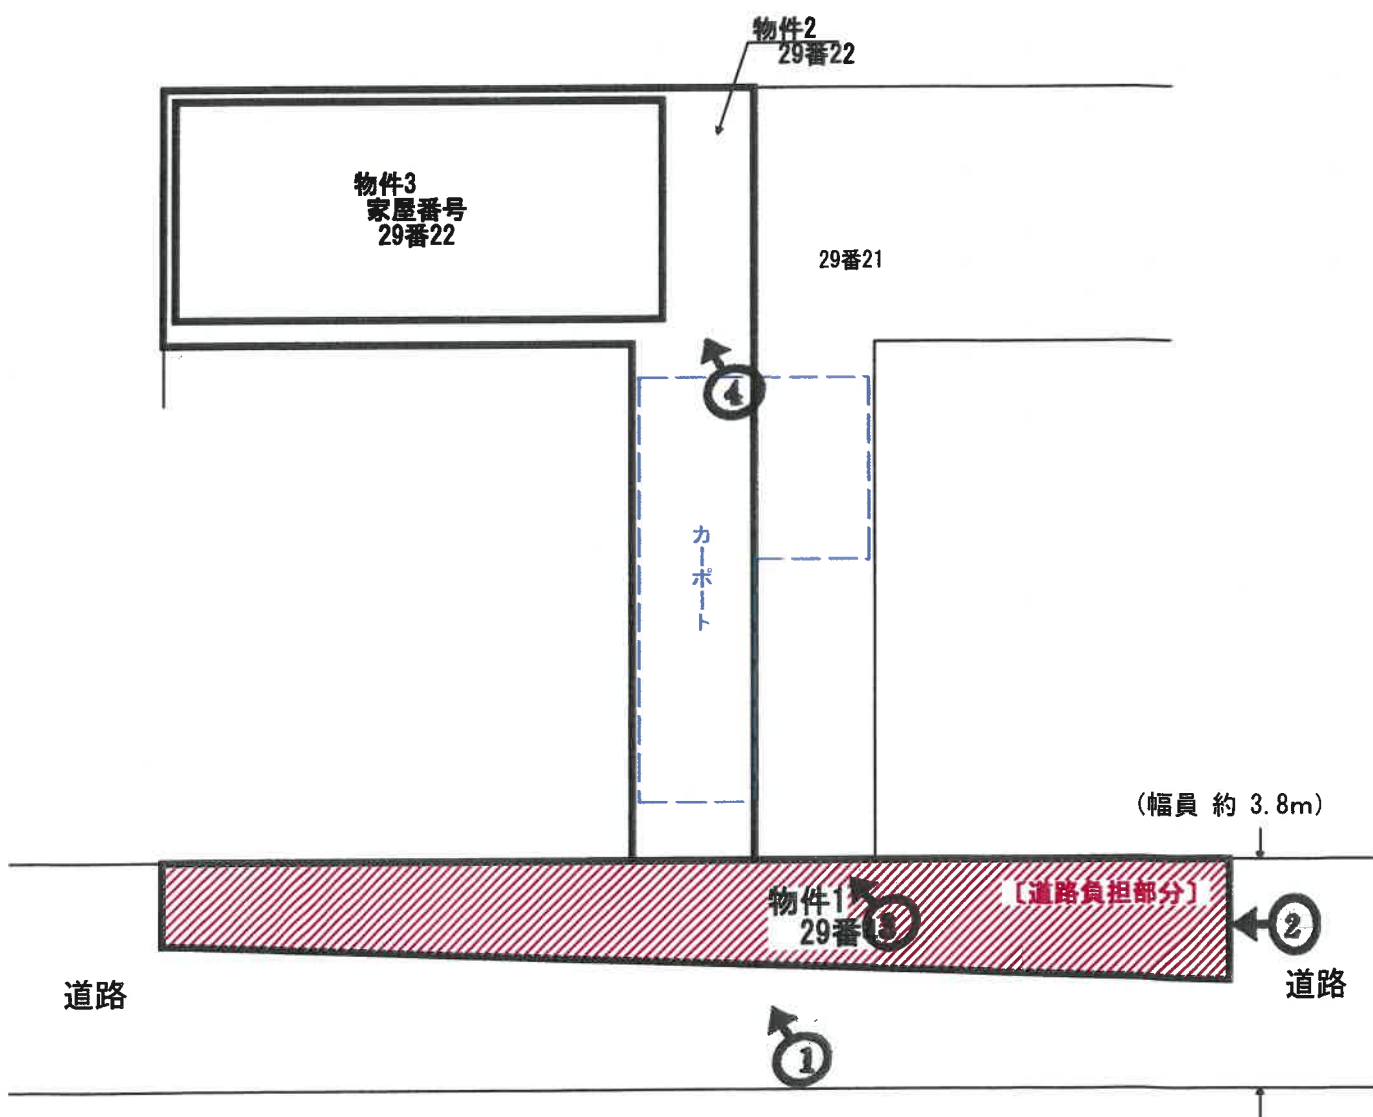 物件2
29番22
物件3
家屋番号
29番22
29番21
④
カーポート
(幅員 約 3.8m)
[道路負担部分]
物件1
29番
③
②
道路
道路
①